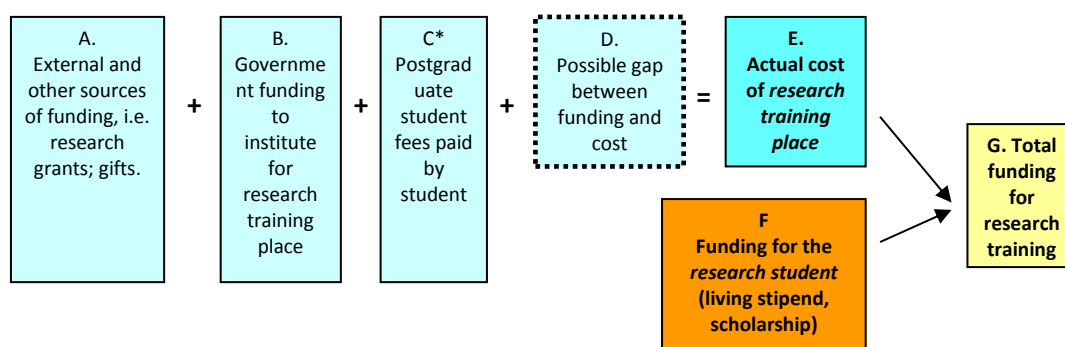 A.
External and
other sources
of funding, i.e.
research
grants; gifts.
+
B.
Governme
nt funding
to
institute
for
research
training
place
+
C*
Postgrad
uate
student
fees paid
by
student
+
D.
Possible gap
between
funding and
cost
=
E.
Actual cost
of research
training
place
F
Funding for the
research student
(living stipend,
scholarship)
G. Total
funding
for
research
training